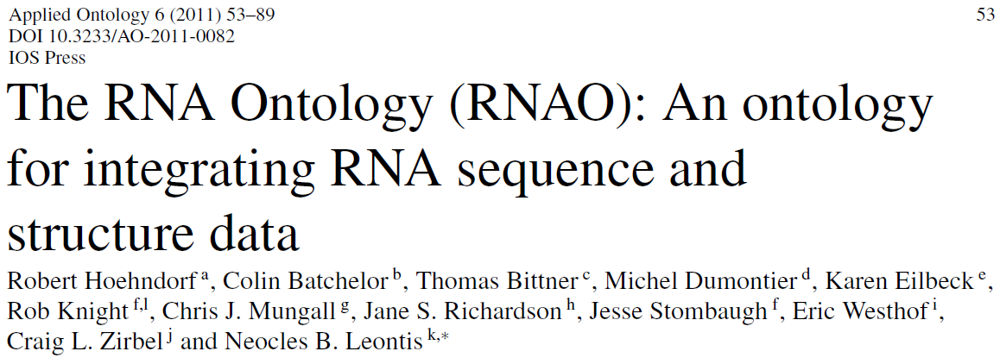 Applied Ontology 6 (2011) 53–89 53
DOI 10.3233/AO-2011-0082
IOS Press
The RNA Ontology (RNAO): An ontology
for integrating RNA sequence and
structure data
Robert Hoehndorf a, Colin Batchelor b, Thomas Bittner c, Michel Dumontier d, Karen Eilbeck e,
Rob Knight f,l, Chris J. Mungall g, Jane S. Richardson h, Jesse Stombaugh f, Eric Westhof i,
Craig L. Zirbel j and Neocles B. Leontis k,*